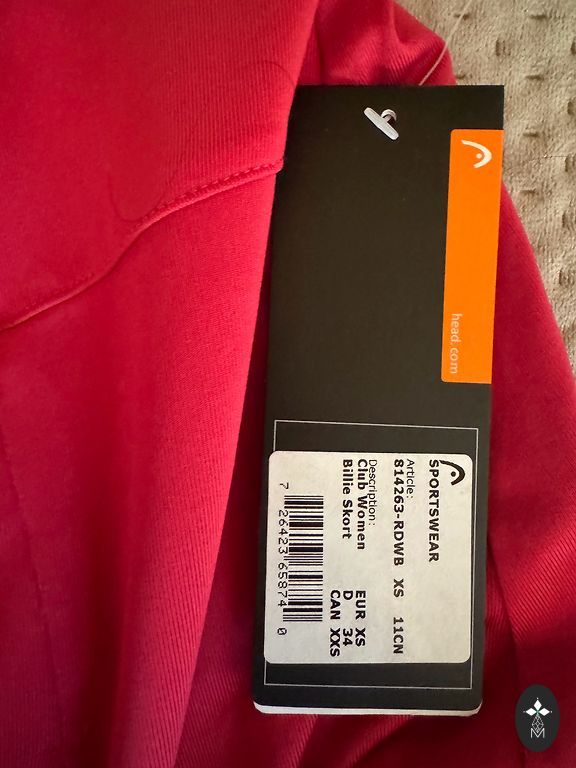 head.com
SPORTSWEAR
Article:
814263-RDWB XS 11CN
Description:
Club Women
Billie Skort
EUR XS
D 34
CAN XXS
7 26423 65874 0
M